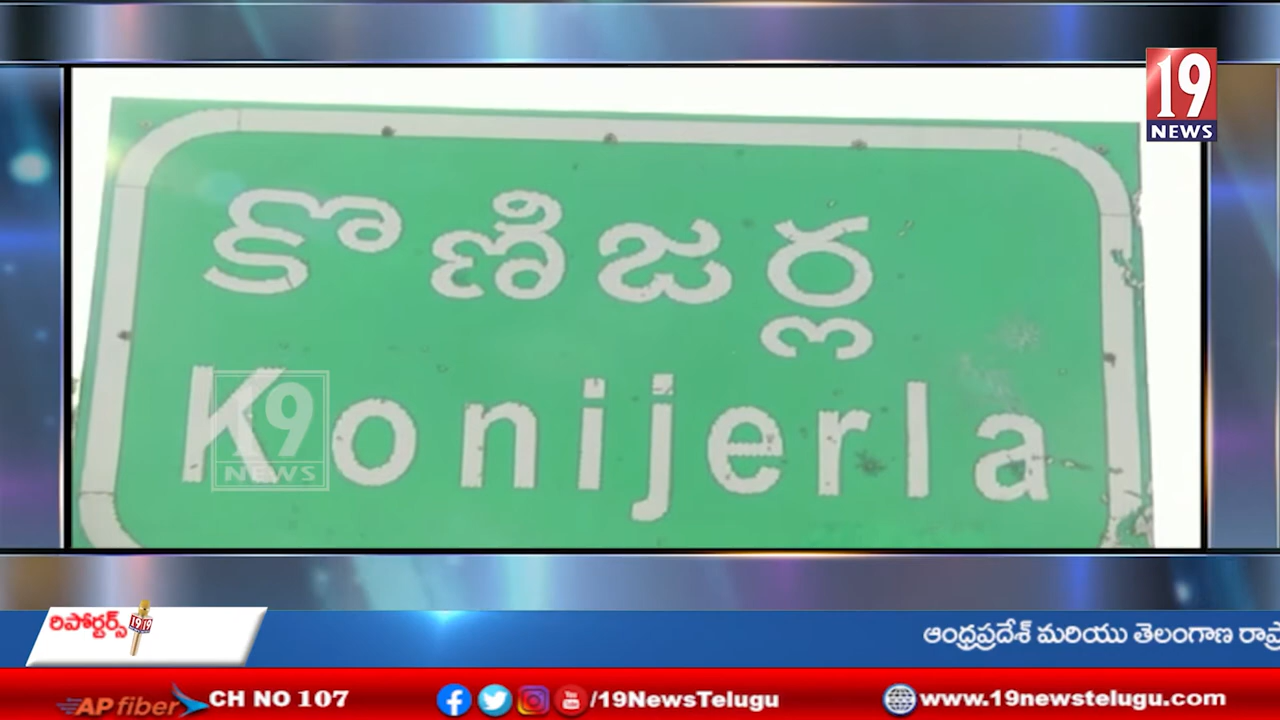 19
NEWS
కొణిజర్ల
Konijerla
19
NEWS
రిపోర్టర్స్ 19 19
ఆంధ్రప్రదేశ్ మరియు తెలంగాణ
AP fiber CH NO 107 /19NewsTelugu www.19newstelugu.com